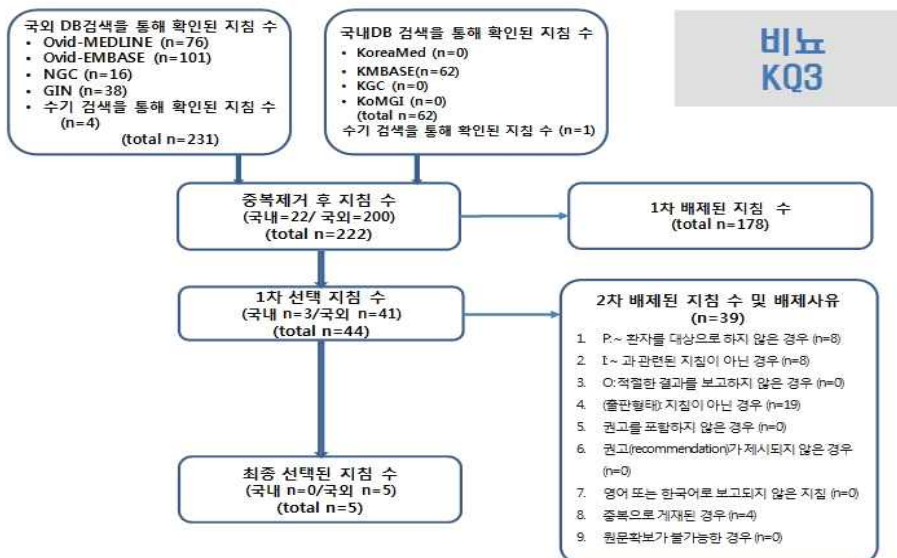 국외 DB검색을 통해 확인된 지침 수
• Ovid-MEDLINE (n=76)
• Ovid-EMBASE (n=101)
• NGC (n=16)
• GIN (n=38)
• 수기 검색을 통해 확인된 지침 수
(n=4)
(total n=231)
국내DB 검색을 통해 확인된 지침 수
• KoreaMed (n=0)
• KMBASE(n=62)
• KGC (n=0)
• KoMGI (n=0)
(total n=62)
수기 검색을 통해 확인된 지침 수 (n=1)
비뇨
KQ3
중복제거 후 지침 수
(국내=22/ 국외=200)
(total n=222)
1차 배제된 지침 수
(total n=178)
1차 선택 지침 수
(국내 n=3/국외 n=41)
(total n=44)
2차 배제된 지침 수 및 배제사유
(n=39)
1. P:~ 환자를 대상으로 하지 않은 경우 (n=8)
2. I:~ 과 관련된 지침이 아닌 경우 (n=8)
3. O:적절한 결과를 보고하지 않은 경우 (n=0)
4. (출판형태): 지침이 아닌 경우 (n=19)
5. 권고를 포함하지 않은 경우 (n=0)
6. 권고(recommendation)가 제시되지 않은 경우
(n=0)
7. 영어 또는 한국어로 보고되지 않은 지침 (n=0)
8. 중복으로 게재된 경우 (n=4)
9. 원문확보가 불가능한 경우 (n=0)
최종 선택된 지침 수
(국내 n=0/국외 n=5)
(total n=5)